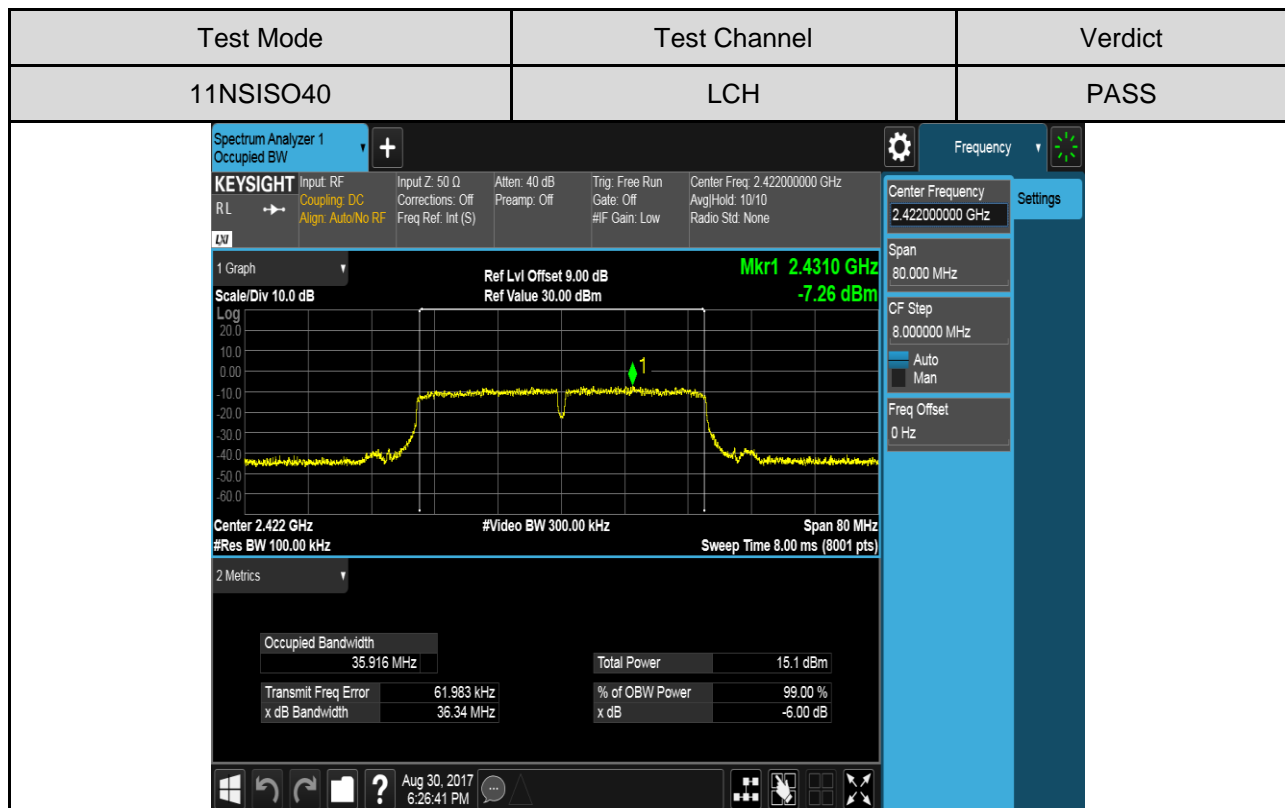 Test Mode Test Channel Verdict
11NSISO40 LCH PASS
Spectrum Analyzer 1
Occupied BW
+
Frequency
KEYSIGHT Input: RF Input Z: 50 Ω Atten: 40 dB Trig: Free Run Center Freq: 2.422000000 GHz
RL Coupling: DC Corrections: Off Preamp: Off Gate: Off Avg|Hold: 10/10
Align: Auto/No RF Freq Ref: Int (S) #IF Gain: Low Radio Std: None
LXI
Center Frequency
2.422000000 GHz
Settings
Span
80.000 MHz
CF Step
8.000000 MHz
Auto
Man
Freq Offset
0 Hz
1 Graph Ref Lvl Offset 9.00 dB Mkr1 2.4310 GHz
Scale/Div 10.0 dB Ref Value 30.00 dBm -7.26 dBm
Log
20.0
10.0
0.00
-10.0
-20.0
-30.0
-40.0
-50.0
-60.0
1
Center 2.422 GHz #Video BW 300.00 kHz Span 80 MHz
#Res BW 100.00 kHz Sweep Time 8.00 ms (8001 pts)
2 Metrics
Occupied Bandwidth
35.916 MHz Total Power 15.1 dBm
Transmit Freq Error 61.983 kHz % of OBW Power 99.00 %
x dB Bandwidth 36.34 MHz x dB -6.00 dB
? Aug 30, 2017
6:26:41 PM